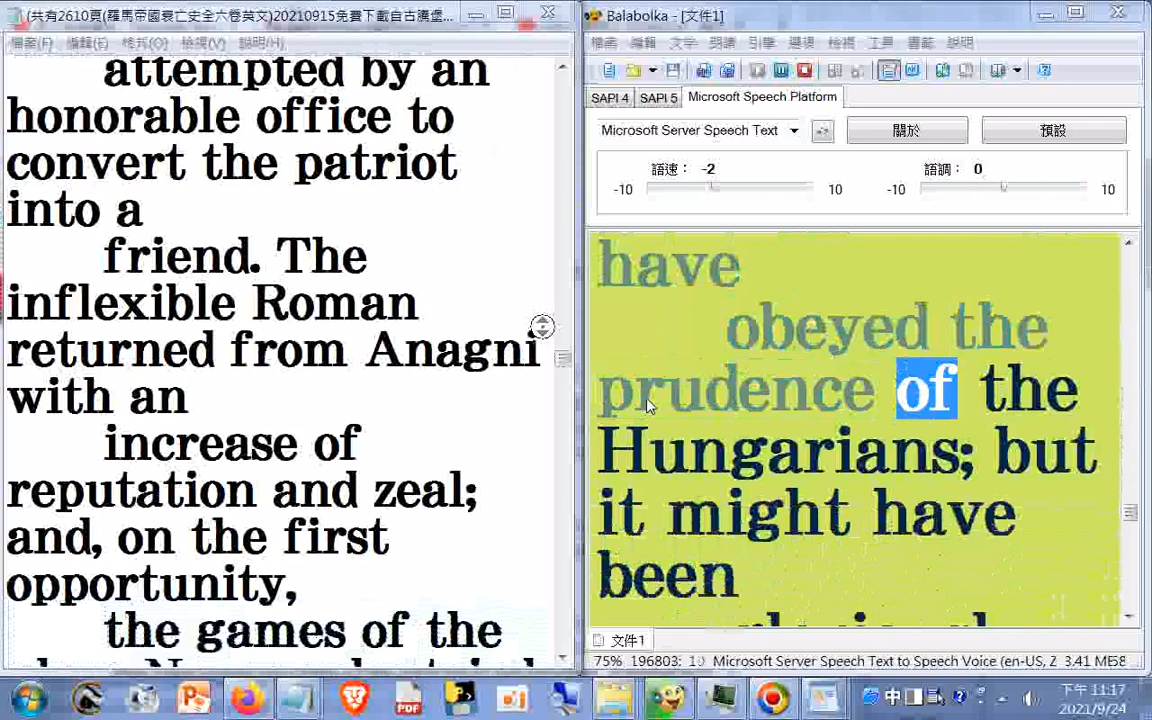 (共有2610頁(羅馬帝國衰亡史全六卷英文)20210915免費下載自古騰堡...
檔案(F) 編輯(E) 格式(O) 檢視(V) 說明(H)
attempted by an
honorable office to
convert the patriot
into a
friend. The
inflexible Roman
returned from Anagni
with an
increase of
reputation and zeal;
and, on the first
opportunity,
the games of the
Balabolka - [文件1]
檔案 編輯 文字 朗讀 引擎 選項 檢視 工具 書籤 說明
SAPI 4 SAPI 5 Microsoft Speech Platform
Microsoft Server Speech Text 關於 預設
語速： -2 語調： 0
-10 10 -10 10
have
obeyed the
prudence of the
Hungarians; but
it might have
been
文件1
75% 196803: Microsoft Server Speech Text to Speech Voice (en-US, Z 3.41 ME58
中 下午 11:17
2021/9/24